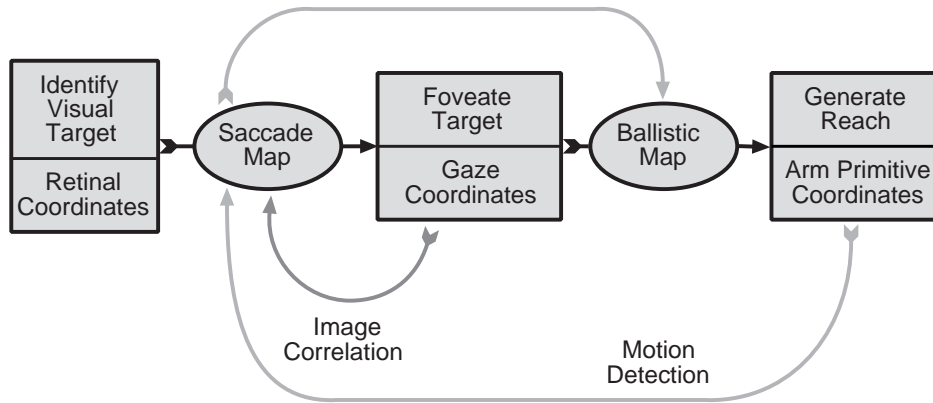 Identify
Visual
Target
Retinal
Coordinates
Saccade
Map
Foveate
Target
Gaze
Coordinates
Ballistic
Map
Generate
Reach
Arm Primitive
Coordinates
Image
Correlation
Motion
Detection